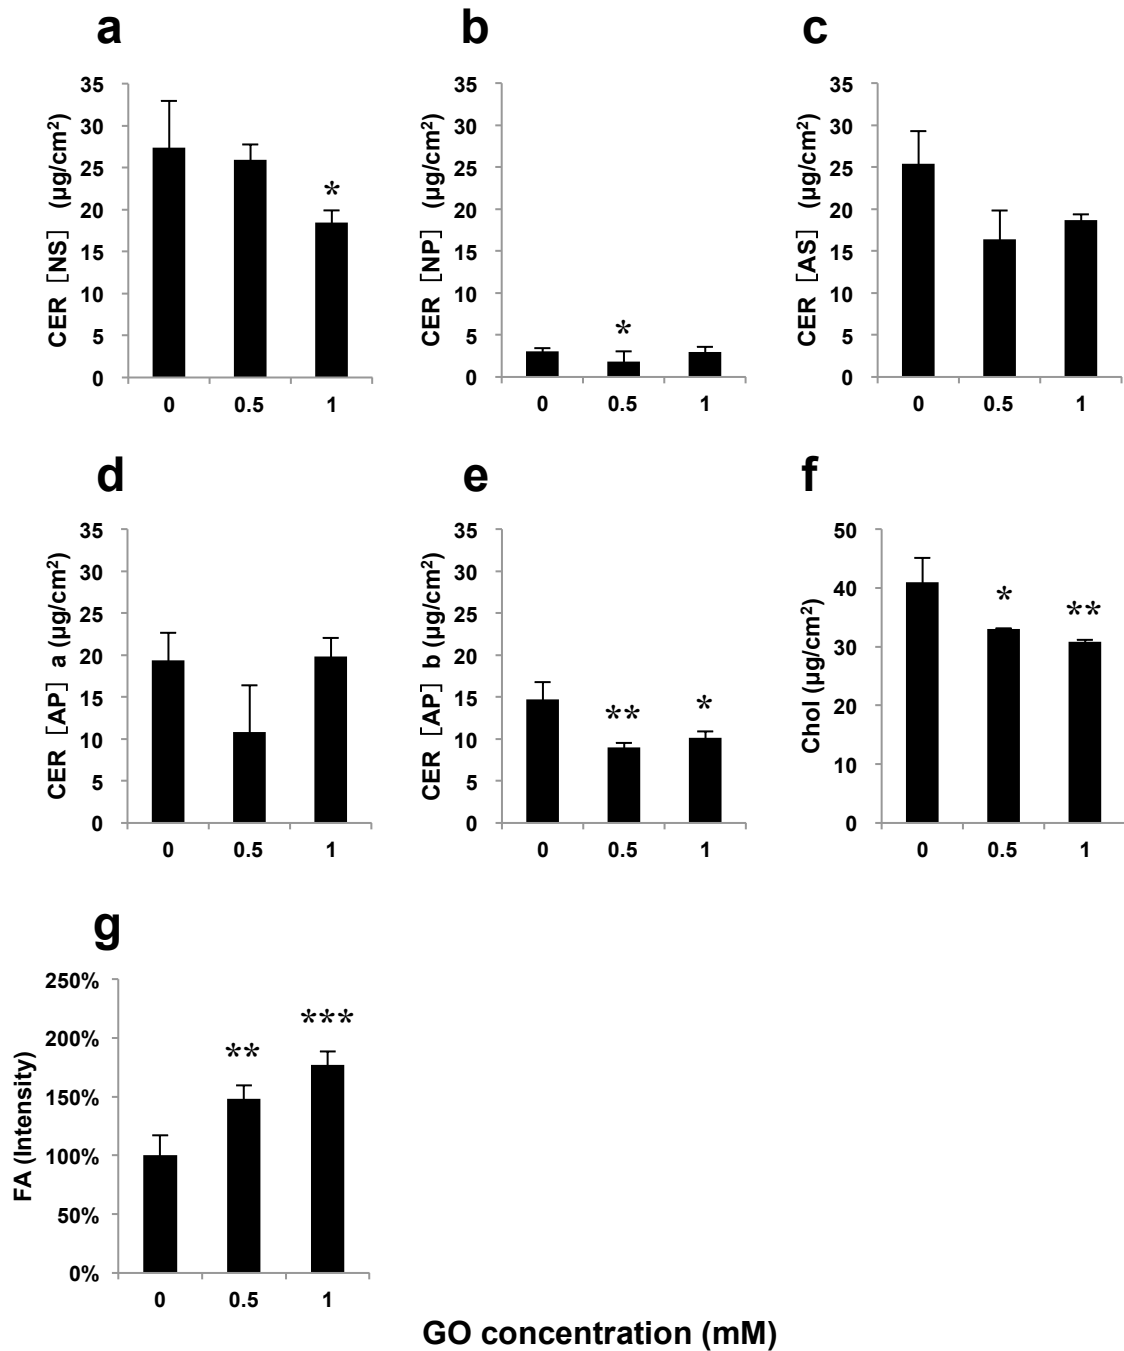 a
b
c
35
30
25
20
15
10
5
0
CER［NS］ (µg/cm²)
*
0 0.5 1
35
30
25
20
15
10
5
0
CER［NP］ (µg/cm²)
*
0 0.5 1
35
30
25
20
15
10
5
0
CER［AS］ (µg/cm²)
0 0.5 1
d
e
f
35
30
25
20
15
10
5
0
CER［AP］a (µg/cm²)
0 0.5 1
35
30
25
20
15
10
5
0
CER［AP］b (µg/cm²)
** *
0 0.5 1
50
40
30
20
10
0
Chol (µg/cm²)
* **
0 0.5 1
g
250%
200%
150%
100%
50%
0%
FA (Intensity)
** ***
0 0.5 1
GO concentration (mM)